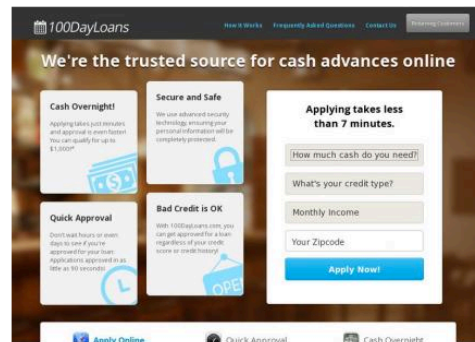 100DayLoans
How It Works Frequently Asked Questions Contact Us Returning Customers
We're the trusted source for cash advances online
Cash Overnight!
Applying takes just minutes
and approval is even faster!
You can qualify for up to
$1,000!*
Secure and Safe
We use advanced security
technology, ensuring your
personal information will be
completely protected.
Quick Approval
Don't wait hours or even
days to see if you're
approved for your loan.
Applications approved in as
little as 90 seconds!
Bad Credit is OK
With 100DayLoans.com, you
can get approved for a loan
regardless of your credit
score or credit history!
OPEN
Applying takes less
than 7 minutes.
How much cash do you need?
What's your credit type?
Monthly Income
Your Zipcode
Apply Now!
Apply Online Quick Approval Cash Overnight